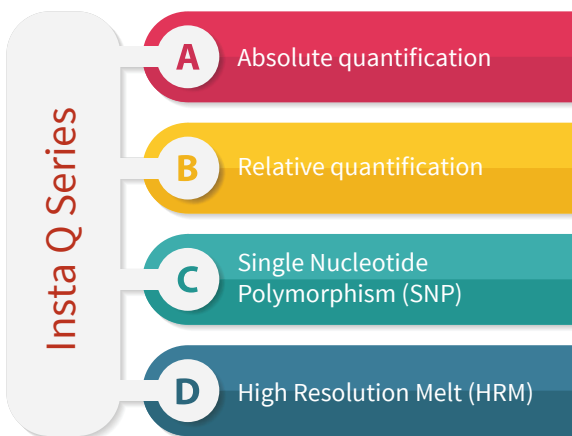 Insta Q Series
A
Absolute quantification
B
Relative quantification
C
Single Nucleotide
Polymorphism (SNP)
D
High Resolution Melt (HRM)